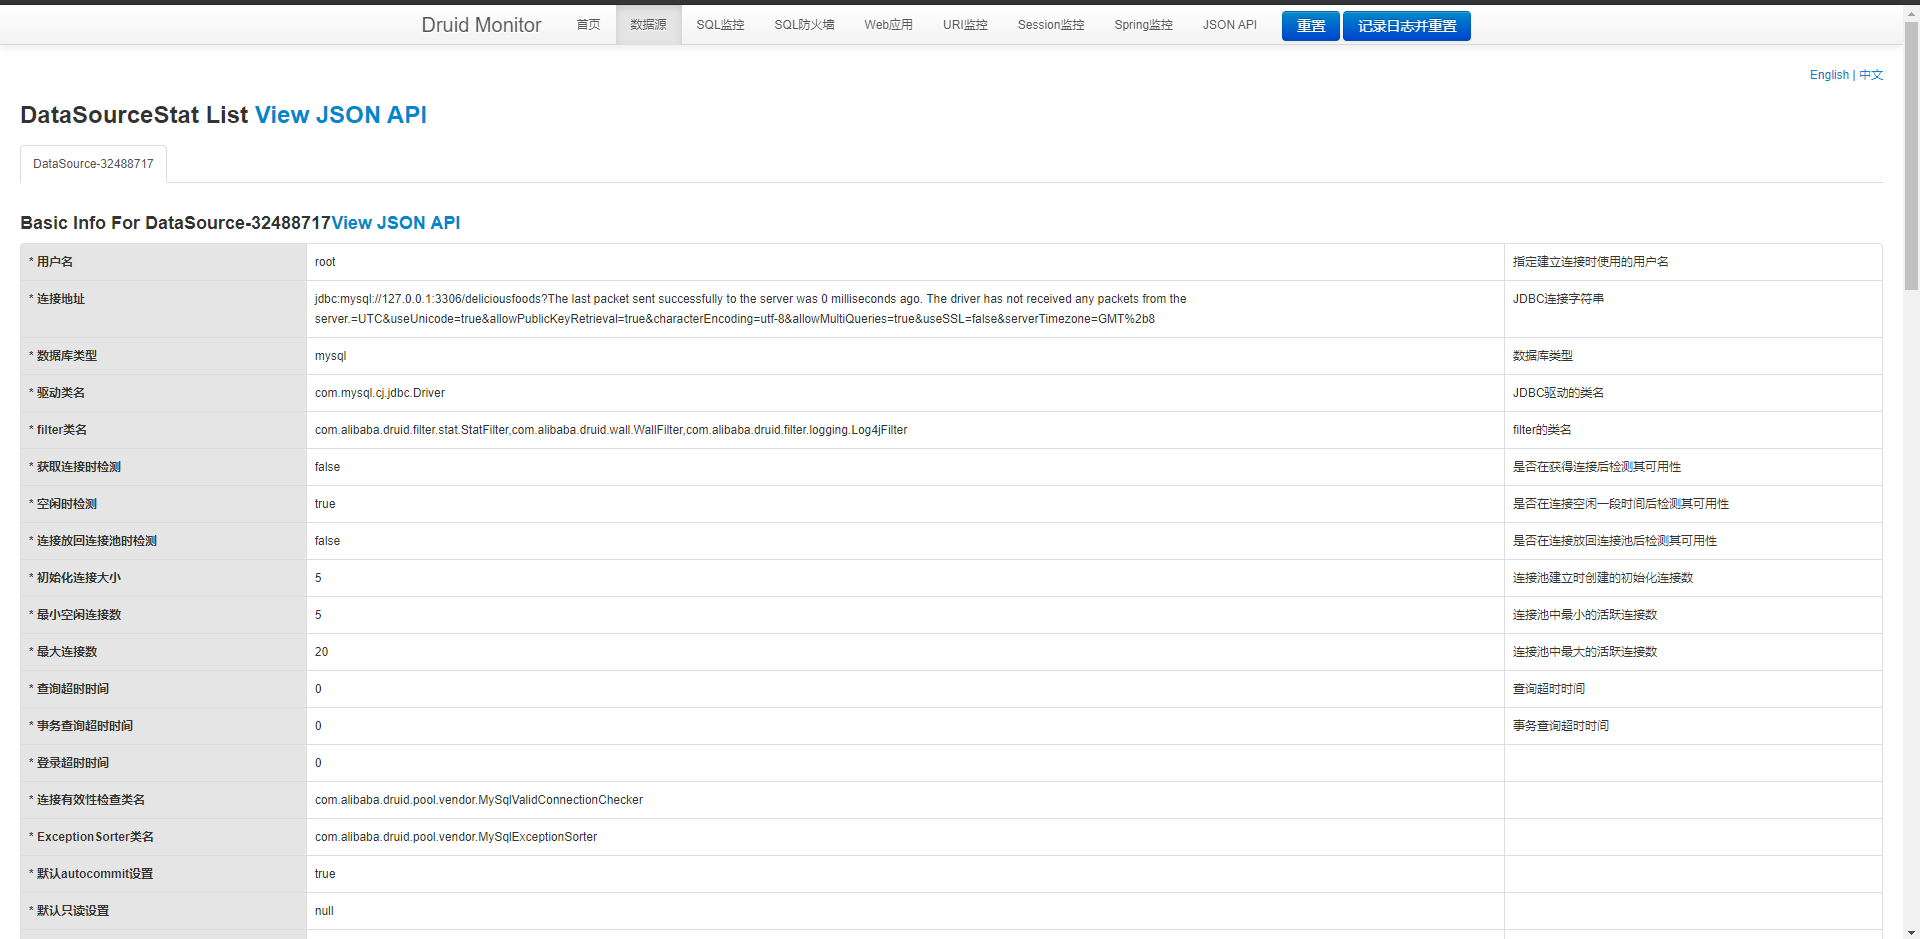 Druid Monitor 首页 数据源 SQL监控 SQL防火墙 Web应用 URI监控 Session监控 Spring监控 JSON API 重置 记录日志并重置
English | 中文
DataSourceStat List View JSON API
DataSource-32488717
Basic Info For DataSource-32488717View JSON API
* 用户名 root 指定建立连接时使用的用户名
* 连接地址 jdbc:mysql://127.0.0.1:3306/deliciousfoods?The last packet sent successfully to the server was 0 milliseconds ago. The driver has not received any packets from the JDBC连接字符串
server.=UTC&useUnicode=true&allowPublicKeyRetrieval=true&characterEncoding=utf-8&allowMultiQueries=true&useSSL=false&serverTimezone=GMT%2b8
* 数据库类型 mysql 数据库类型
* 驱动类名 com.mysql.cj.jdbc.Driver JDBC驱动的类名
* filter类名 com.alibaba.druid.filter.stat.StatFilter,com.alibaba.druid.wall.WallFilter,com.alibaba.druid.filter.logging.Log4jFilter filter的类名
* 获取连接时检测 false 是否在获得连接后检测其可用性
* 空闲时检测 true 是否在连接空闲一段时间后检测其可用性
* 连接放回连接池时检测 false 是否在连接放回连接池后检测其可用性
* 初始化连接大小 5 连接池建立时创建的初始化连接数
* 最小空闲连接数 5 连接池中最小的活跃连接数
* 最大连接数 20 连接池中最大的活跃连接数
* 查询超时时间 0 查询超时时间
* 事务查询超时时间 0 事务查询超时时间
* 登录超时时间 0
* 连接有效性检查类名 com.alibaba.druid.pool.vendor.MySqlValidConnectionChecker
* ExceptionSorter类名 com.alibaba.druid.pool.vendor.MySqlExceptionSorter
* 默认autocommit设置 true
* 默认只读设置 null